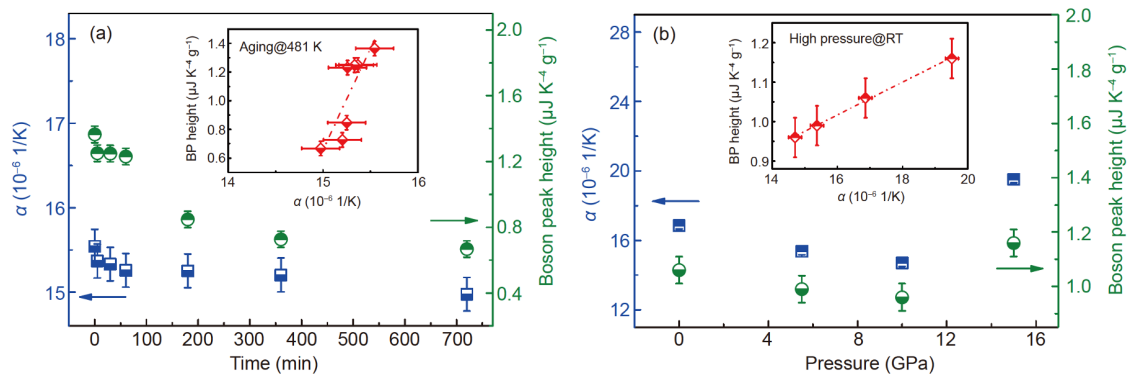 (a)
18
17
16
15
α (10⁻⁶ 1/K)
0 100 200 300 400 500 600 700
Time (min)
2.0
1.6
1.2
0.8
0.4
Boson peak height (μJ K⁻⁴ g⁻¹)
Aging@481 K
1.4
1.2
1.0
0.8
0.6
BP height (μJ K⁻⁴ g⁻¹)
14 15 16
α (10⁻⁶ 1/K)
(b)
28
24
20
16
12
α (10⁻⁶ 1/K)
0 4 8 12 16
Pressure (GPa)
2.0
1.8
1.6
1.4
1.2
1.0
Boson peak height (μJ K⁻⁴ g⁻¹)
High pressure@RT
1.2
1.1
1.0
0.9
BP height (μJ K⁻⁴ g⁻¹)
14 16 18 20
α (10⁻⁶ 1/K)